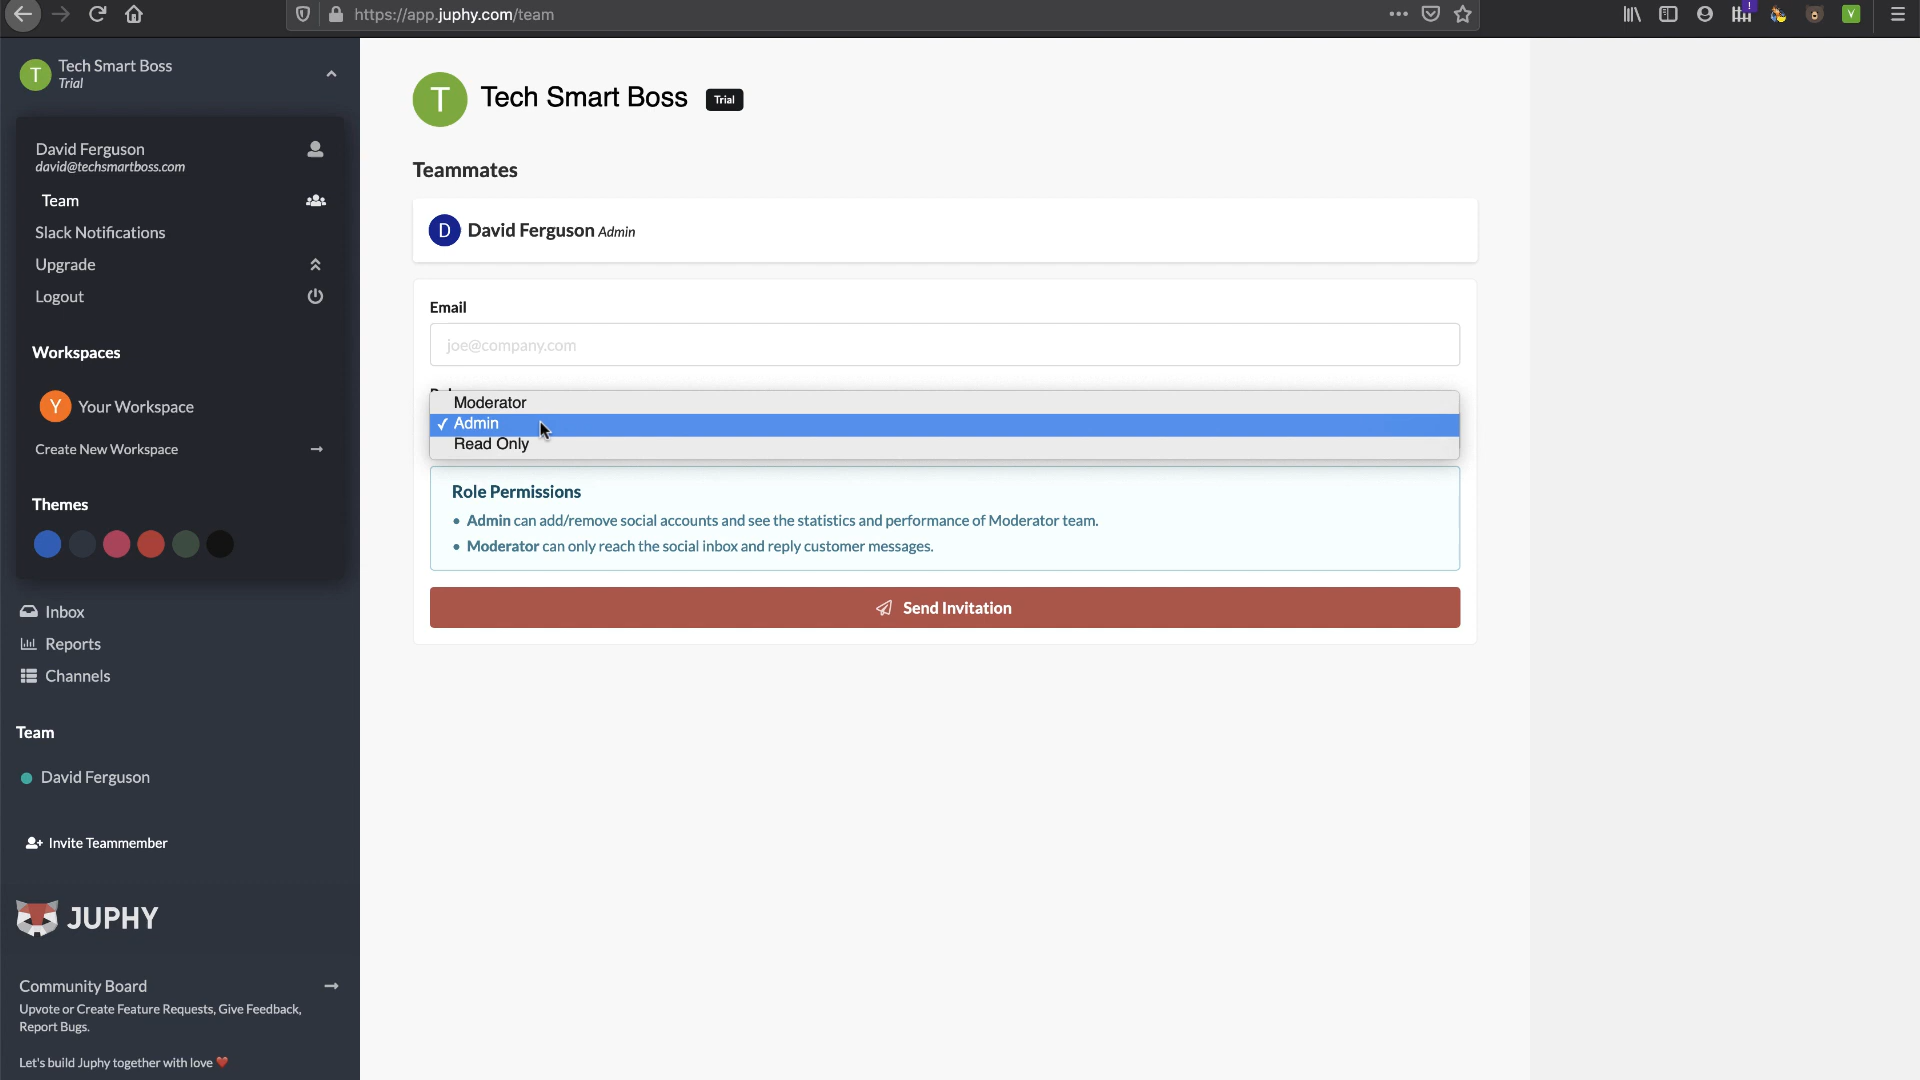 https://app.juphy.com/team
T Tech Smart Boss
Trial
David Ferguson
david@techsmartboss.com
Team
Slack Notifications
Upgrade
Logout
Workspaces
Y Your Workspace
Create New Workspace
Themes
Inbox
Reports
Channels
Team
David Ferguson
Invite Teammember
JUPHY
Community Board
Upvote or Create Feature Requests, Give Feedback,
Report Bugs.
Let's build Juphy together with love
T Tech Smart Boss Trial
Teammates
D David Ferguson Admin
Email
joe@company.com
Moderator
✓ Admin
Read Only
Role Permissions
• Admin can add/remove social accounts and see the statistics and performance of Moderator team.
• Moderator can only reach the social inbox and reply customer messages.
Send Invitation